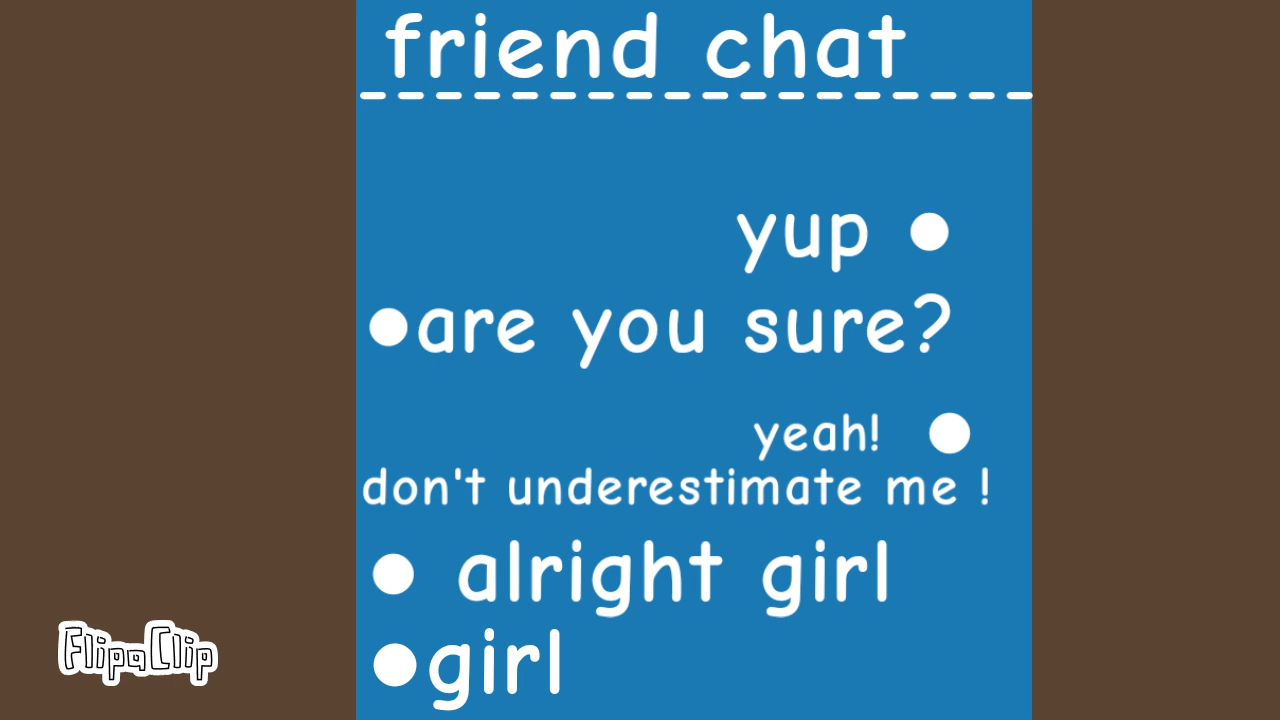 friend chat
yup
are you sure?
yeah!
don't underestimate me !
alright girl
girl
FlipaClip